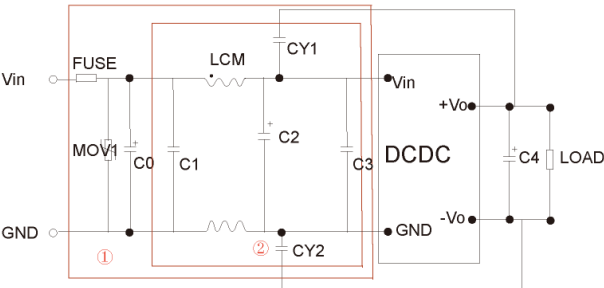 CY1
FUSE
LCM
Vin
Vin
+Vo
MOV1
C0
C1
C2
C3
DCDC
C4
LOAD
GND
GND
-Vo
①
②
CY2